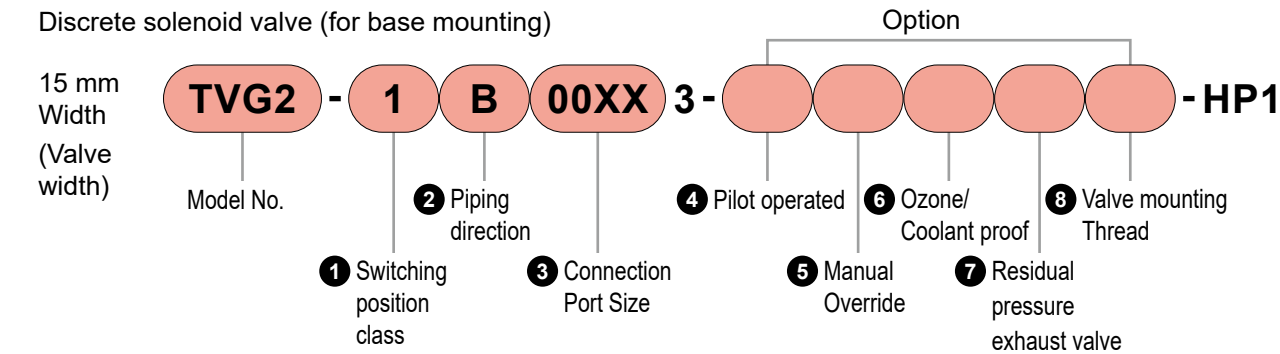 Discrete solenoid valve (for base mounting)
Option
15 mm
Width
(Valve
width)
TVG2 - 1 B 00XX 3 - - HP1
Model No.
2 Piping
direction
4 Pilot operated
6 Ozone/
Coolant proof
8 Valve mounting
Thread
1 Switching
position
class
3 Connection
Port Size
5 Manual
Override
7 Residual
pressure
exhaust valve